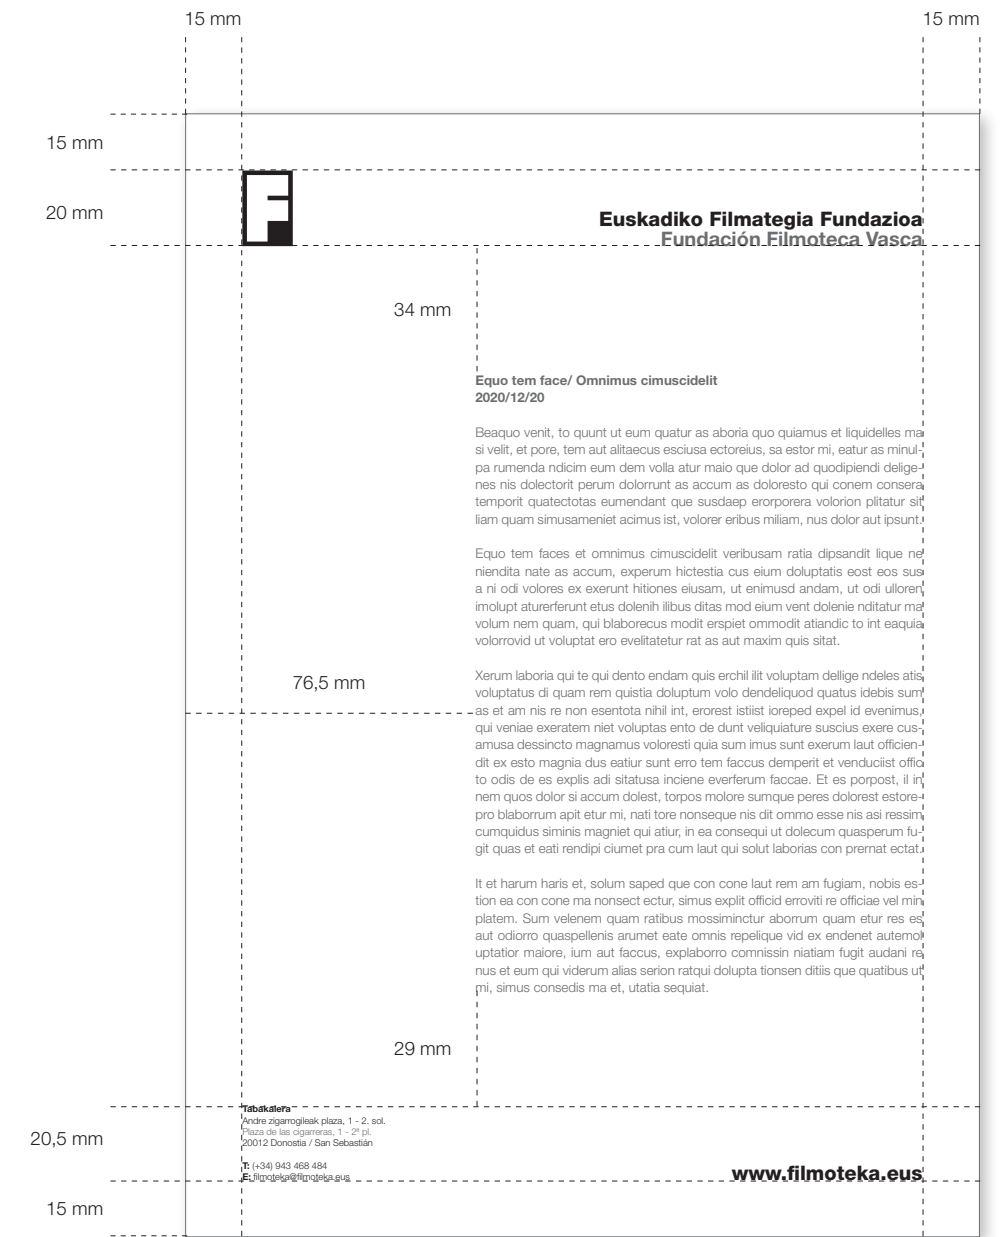 15 mm
15 mm
15 mm
20 mm
F
Euskadiko Filmategia Fundazioa
Fundación Filmoteca Vasca
34 mm
Equo tem face/ Omnimus cimuscidelit
2020/12/20
Beaquo venit, to quunt ut eum quatur as aboria quo quiamus et liquidelles ma
si velit, et pore, tem aut alitaecus esciusa ectoreius, sa estor mi, eatur as minul-
pa rumenda ndicim eum dem volla atur maio que dolor ad quodipiendi delige-
nes nis dolectorit perum dolorrunt as accum as doloresto qui conem consera
temporit quatectotas eumendant que susdaep erorporera volorion plitatur sit
liam quam simusameniet acimus ist, volorer eribus miliam, nus dolor aut ipsunt.
Equo tem faces et omnimus cimuscidelit veribusam ratia dipsandit lique ne
niendita nate as accum, experum hictestia cus eium doluptatis eost eos sus
a ni odi volores ex exerunt hitiones eiusam, ut enimusd andam, ut odi ulloren
imolupt aturerferunt etus dolenih ilibus ditas mod eium vent dolenie nditatur ma
volum nem quam, qui blaborecus modit erspiet ommodit atiandic to int eaquia
volorrovid ut voluptat ero evelitatetur rat as aut maxim quis sitat.
76,5 mm
Xerum laboria qui te qui dento endam quis erchil ilit voluptam dellige ndeles atis
voluptatus di quam rem quistia doluptum volo dendeliquod quatus idebis sum
as et am nis re non esentota nihil int, erorest istiist ioreped expel id evenimus,
qui veniae exeratem niet voluptas ento de dunt veliquiature suscius exere cus-
amusa dessincto magnamus voloresti quia sum imus sunt exerum laut officien-
dit ex esto magnia dus eatiur sunt erro tem faccus demperit et venduciist offic
to odis de es explis adi sitatusa inciene everferum faccae. Et es porpost, il in
nem quos dolor si accum dolest, torpos molore sumque peres dolorest estore-
pro blaborrum apit etur mi, nati tore nonseque nis dit ommo esse nis asi ressim
cumquidus siminis magniet qui atiur, in ea consequi ut dolecum quasperum fu-
git quas et eati rendipi ciumet pra cum laut qui solut laborias con prernat ectat.
It et harum haris et, solum saped que con cone laut rem am fugiam, nobis es-
tion ea con cone ma nonsect ectur, simus explit officid erroviti re officiae vel min
platem. Sum velenem quam ratibus mossiminctur aborrum quam etur res es
aut odiorro quaspellenis arumet eate omnis repelique vid ex endenet autemol
uptatior maiore, ium aut faccus, explaborro comnissin niatiam fugit audani re
nus et eum qui viderum alias serion ratqui dolupta tionsen ditiis que quatibus ut
mi, simus consedis ma et, utatia sequiat.
29 mm
Tabakalera
Andre zigarrogileak plaza, 1 - 2. sol.
Plaza de las cigarreras, 1 - 2ª pl.
20012 Donostia / San Sebastián
20,5 mm
T: (+34) 943 468 484
E: filmoteka@filmoteka.eus
www.filmoteka.eus
15 mm